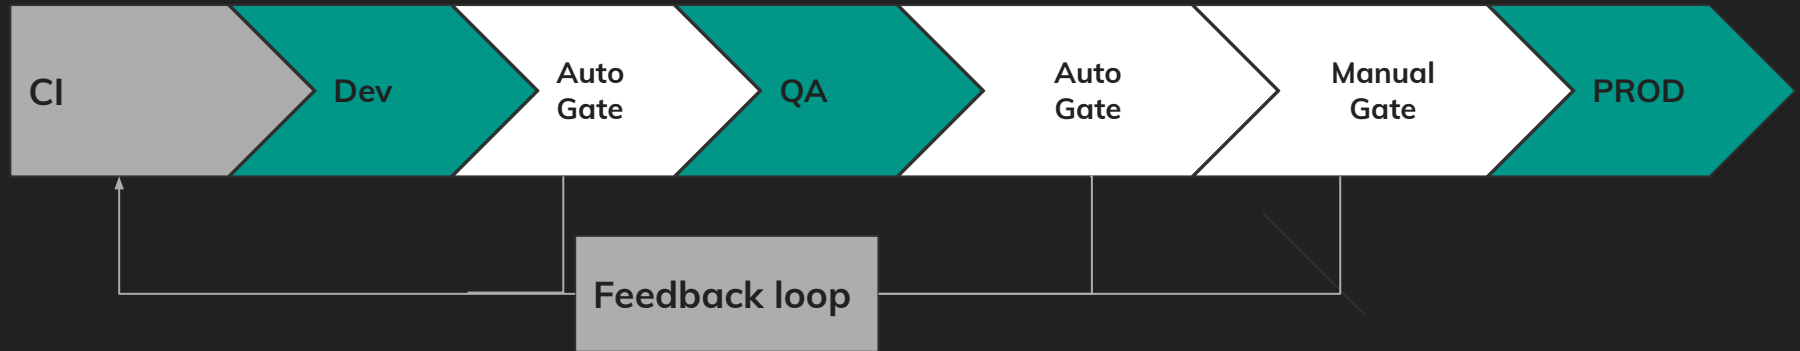 CI
Dev
Auto
Gate
QA
Auto
Gate
Manual
Gate
PROD
Feedback loop